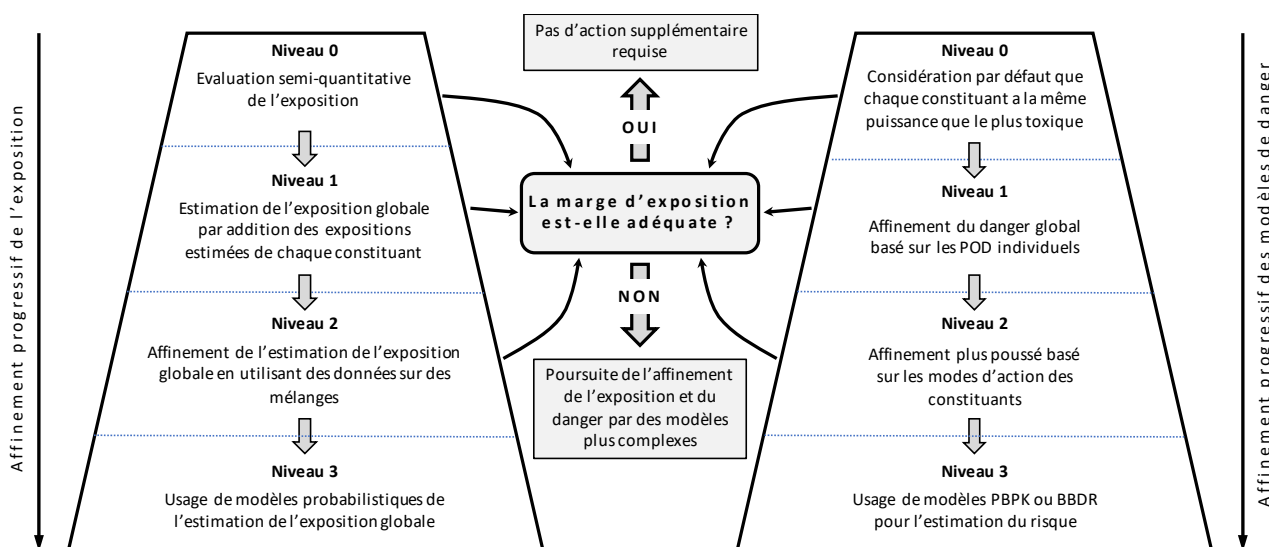 Affinement progressif de l'exposition
Niveau 0
Evaluation semi-quantitative
de l'exposition
Niveau 1
Estimation de l'exposition globale
par addition des expositions
estimées de chaque constituant
Niveau 2
Affinement de l'estimation de l'exposition
globale en utilisant des données sur des
mélanges
Niveau 3
Usage de modèles probabilistiques de
l'estimation de l'exposition globale
Pas d'action supplémentaire
requise
OUI
La marge d'exposition
est-elle adéquate ?
NON
Poursuite de l'affinement
de l'exposition et du
danger par des modèles
plus complexes
Niveau 0
Considération par défaut que
chaque constituant a la même
puissance que le plus toxique
Niveau 1
Affinement du danger global
basé sur les POD individuels
Niveau 2
Affinement plus poussé basé
sur les modes d'action des
constituants
Niveau 3
Usage de modèles PBPK ou BBDR
pour l'estimation du risque
Affinement progressif des modèles de danger